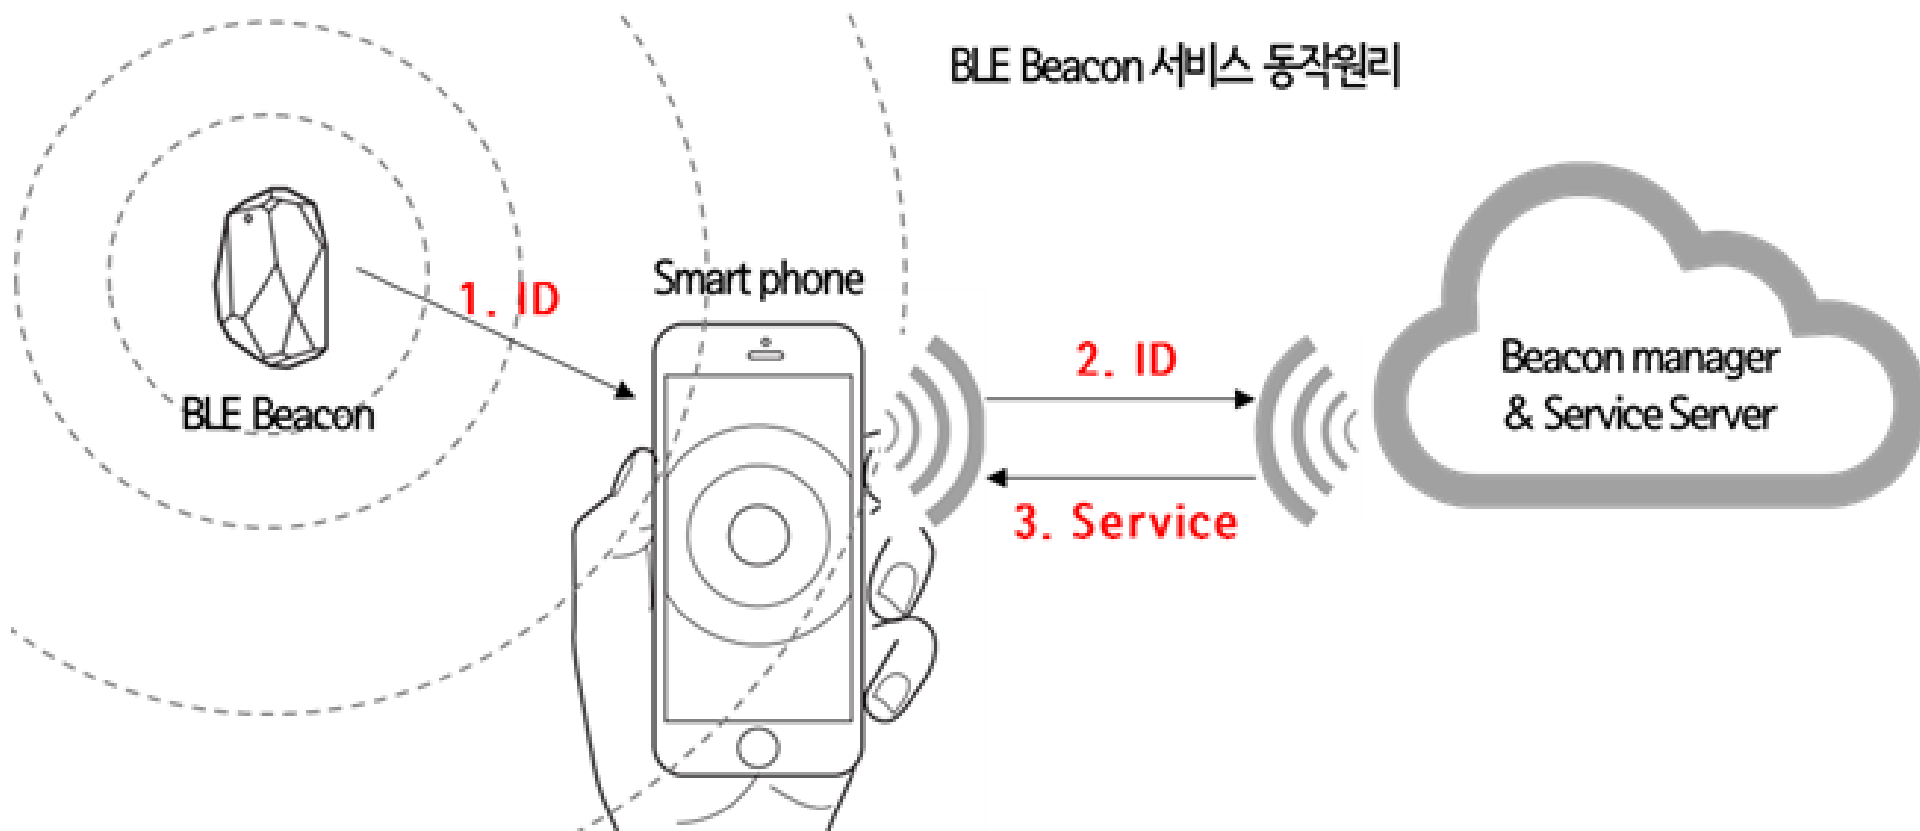 BLE Beacon 서비스 동작원리
BLE Beacon
1. ID
Smart phone
2. ID
3. Service
Beacon manager
& Service Server